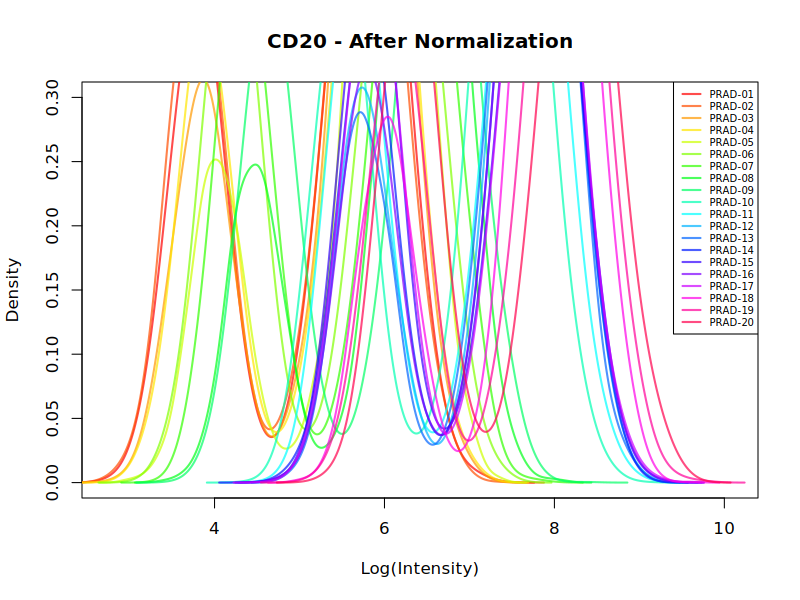 CD20 - After Normalization
Density
0.30
0.25
0.20
0.15
0.10
0.05
0.00
4
6
8
10
Log(Intensity)
PRAD-01
PRAD-02
PRAD-03
PRAD-04
PRAD-05
PRAD-06
PRAD-07
PRAD-08
PRAD-09
PRAD-10
PRAD-11
PRAD-12
PRAD-13
PRAD-14
PRAD-15
PRAD-16
PRAD-17
PRAD-18
PRAD-19
PRAD-20